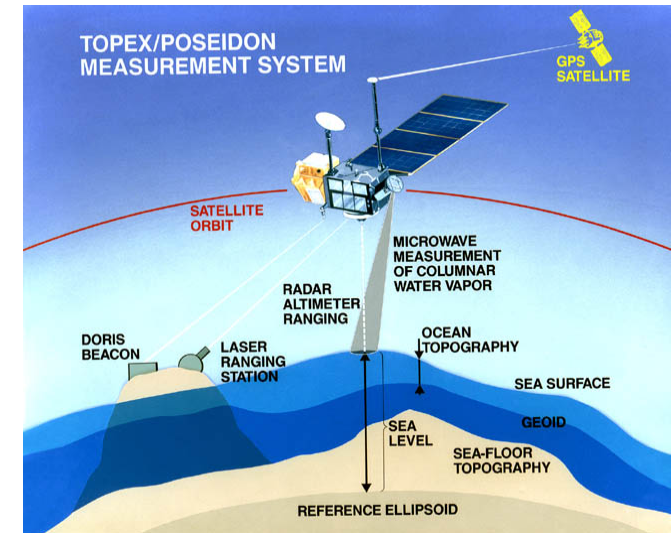 TOPEX/POSEIDON
MEASUREMENT SYSTEM
GPS
SATELLITE
SATELLITE
ORBIT
MICROWAVE
MEASUREMENT
OF COLUMNAR
WATER VAPOR
RADAR
ALTIMETER
RANGING
DORIS
BEACON
LASER
RANGING
STATION
OCEAN
TOPOGRAPHY
SEA SURFACE
GEOID
SEA
LEVEL
SEA-FLOOR
TOPOGRAPHY
REFERENCE ELLIPSOID